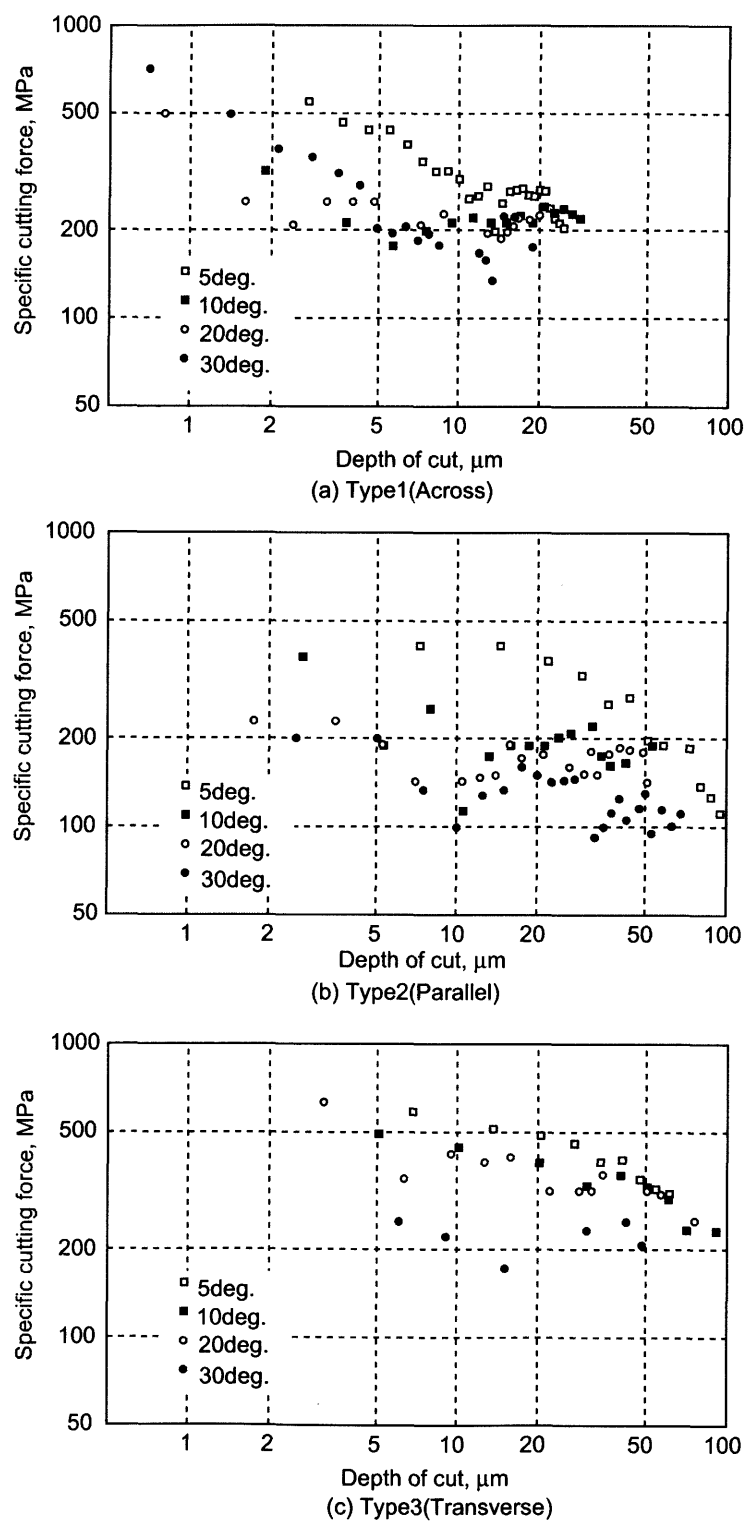 1000
500
200
100
50
Specific cutting force, MPa
5deg.
10deg.
20deg.
30deg.
1 2 5 10 20 50 100
Depth of cut, μm
(a) Type1(Across)
1000
500
200
100
50
Specific cutting force, MPa
5deg.
10deg.
20deg.
30deg.
1 2 5 10 20 50 100
Depth of cut, μm
(b) Type2(Parallel)
1000
500
200
100
50
Specific cutting force, MPa
5deg.
10deg.
20deg.
30deg.
1 2 5 10 20 50 100
Depth of cut, μm
(c) Type3(Transverse)